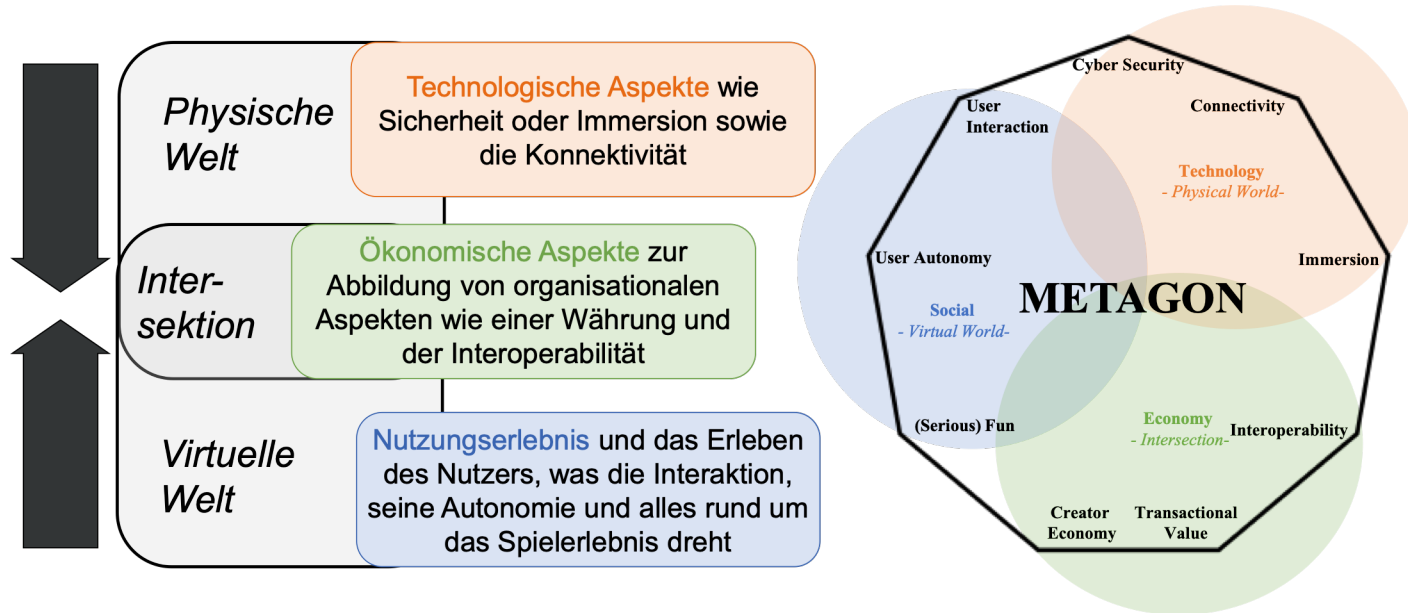 Physische
Welt
Technologische Aspekte wie
Sicherheit oder Immersion sowie
die Konnektivität
Inter-
sektion
Ökonomische Aspekte zur
Abbildung von organisationalen
Aspekten wie einer Währung und
der Interoperabilität
Virtuelle
Welt
Nutzungserlebnis und das Erleben
des Nutzers, was die Interaktion,
seine Autonomie und alles rund um
das Spielerlebnis dreht
Cyber Security
User
Interaction
Connectivity
Technology
- Physical World-
User Autonomy
Immersion
METAGON
Social
- Virtual World-
(Serious) Fun
Economy
- Intersection-
Interoperability
Creator
Economy
Transactional
Value